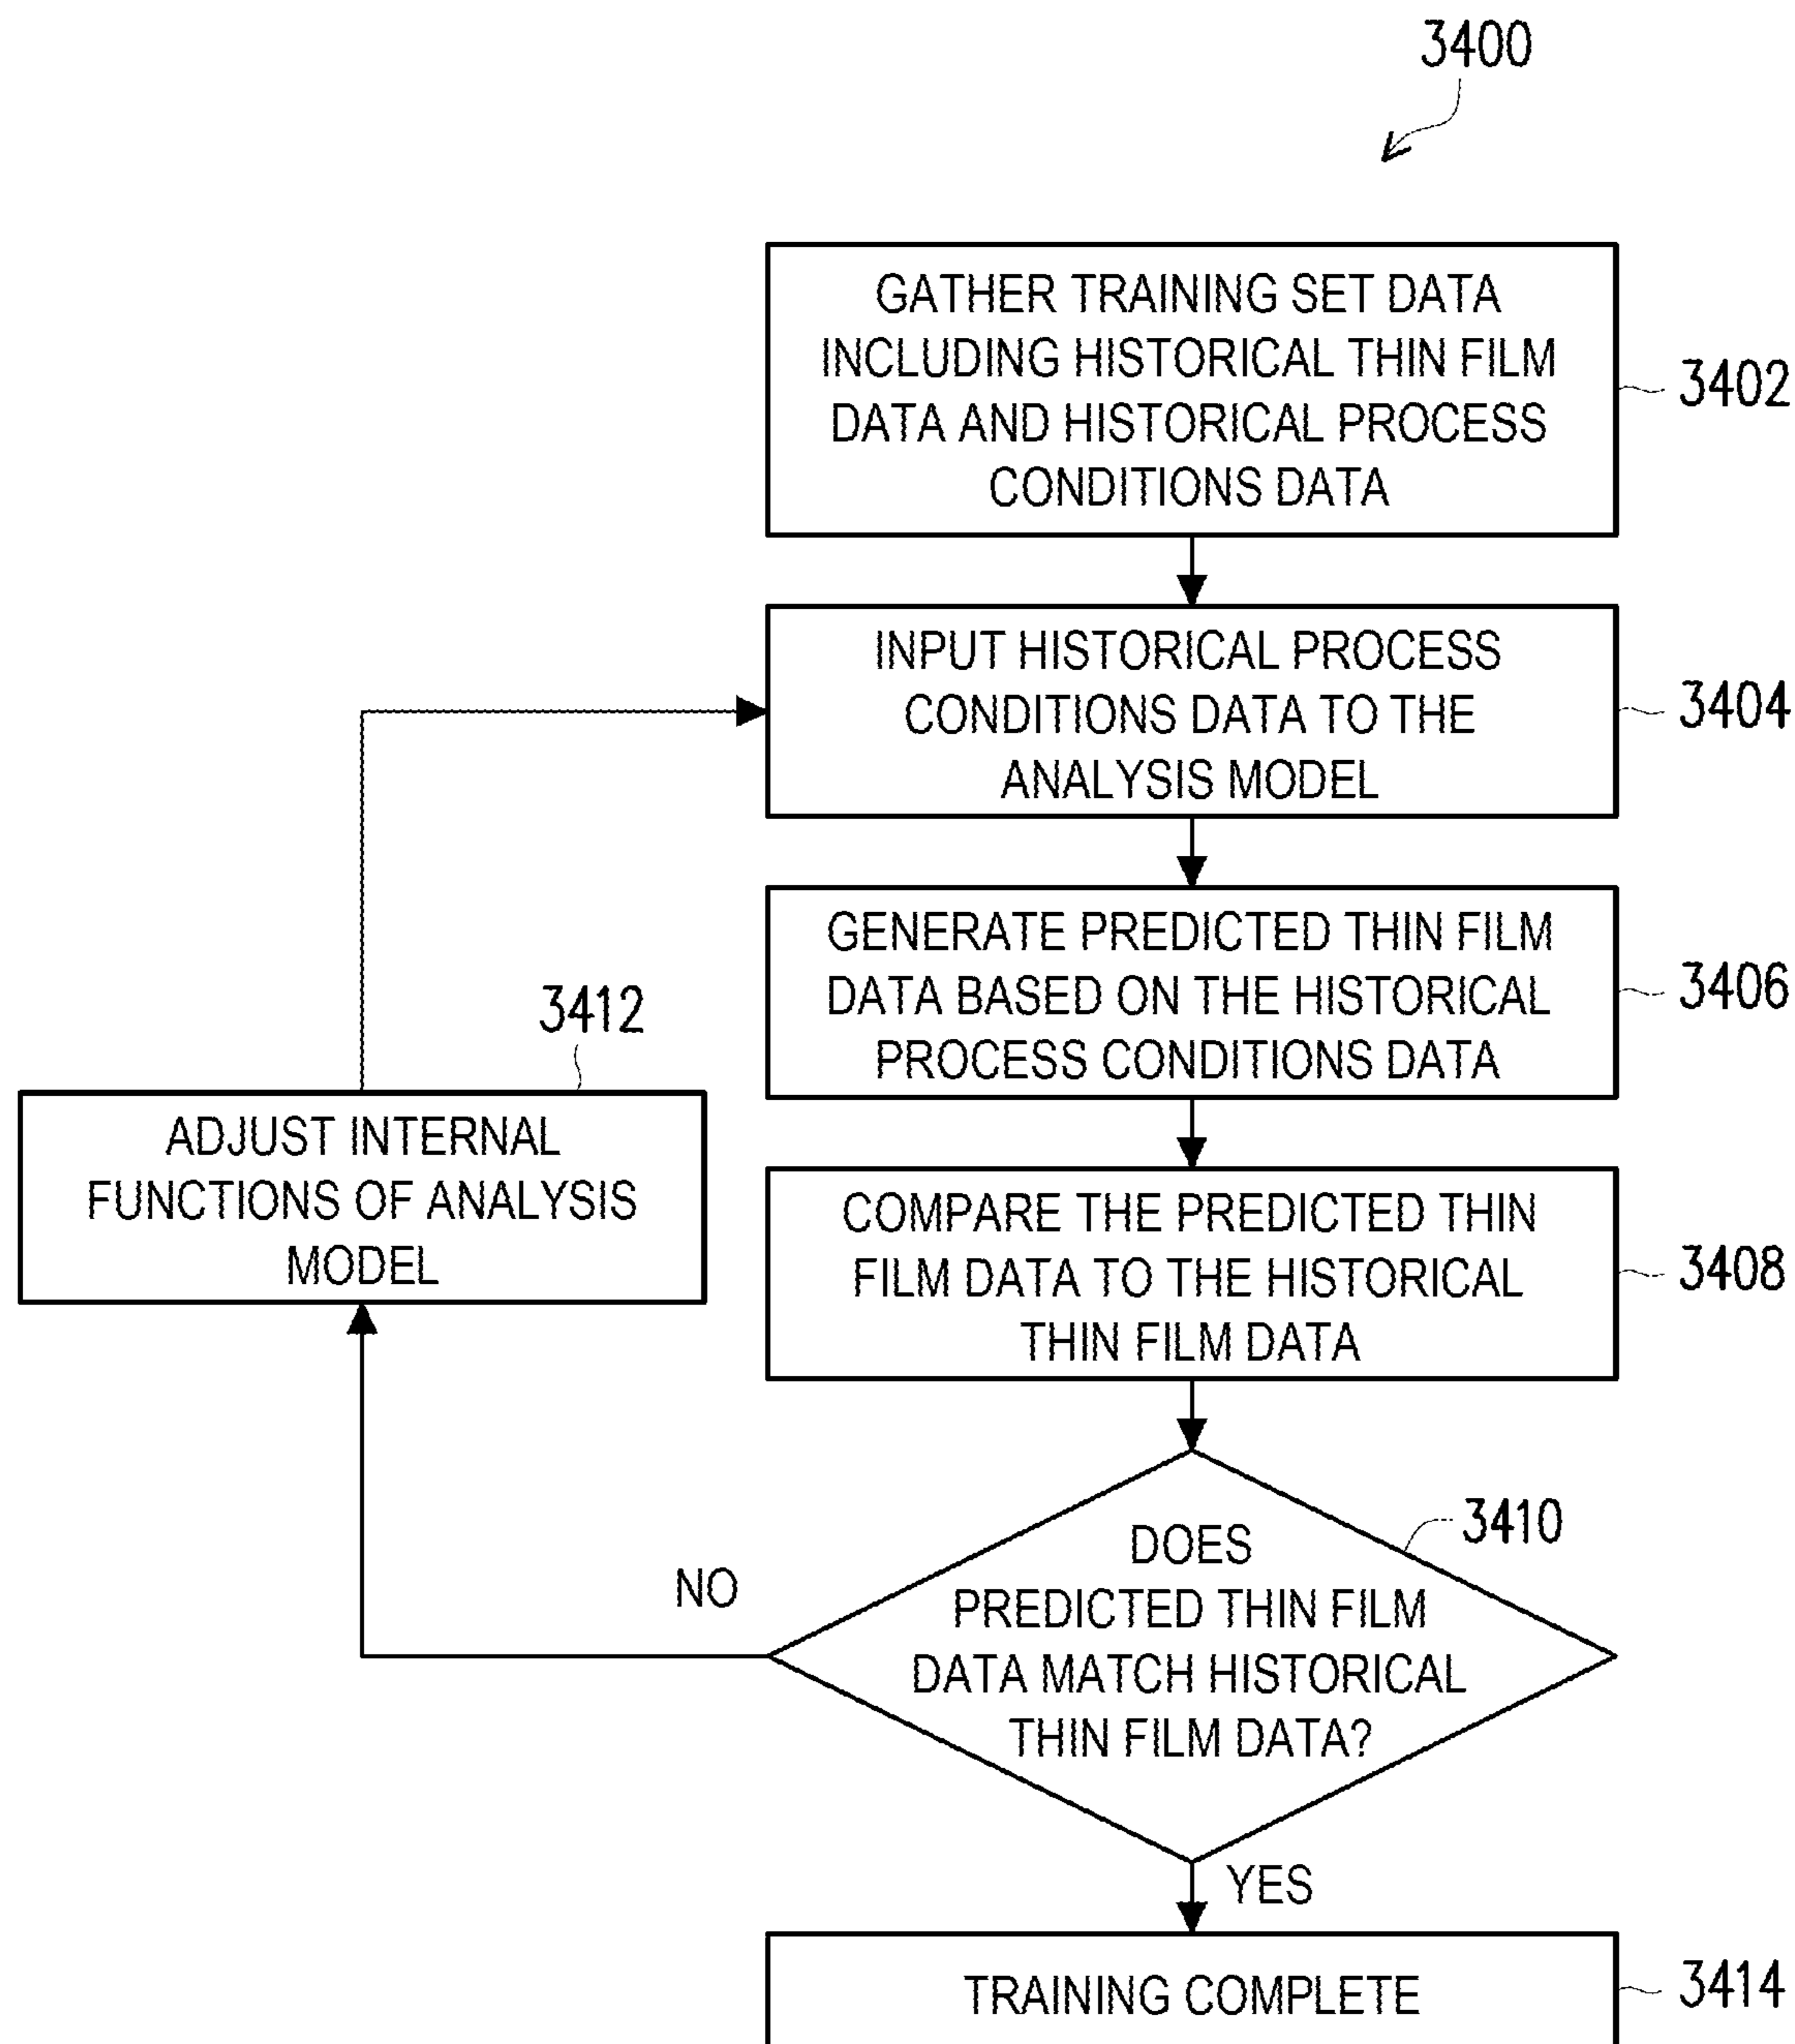 3400
GATHER TRAINING SET DATA
INCLUDING HISTORICAL THIN FILM
DATA AND HISTORICAL PROCESS
CONDITIONS DATA
3402
INPUT HISTORICAL PROCESS
CONDITIONS DATA TO THE
ANALYSIS MODEL
3404
GENERATE PREDICTED THIN FILM
DATA BASED ON THE HISTORICAL
PROCESS CONDITIONS DATA
3406
3412
ADJUST INTERNAL
FUNCTIONS OF ANALYSIS
MODEL
COMPARE THE PREDICTED THIN
FILM DATA TO THE HISTORICAL
THIN FILM DATA
3408
3410
DOES
PREDICTED THIN FILM
DATA MATCH HISTORICAL
THIN FILM DATA?
NO
YES
TRAINING COMPLETE
3414